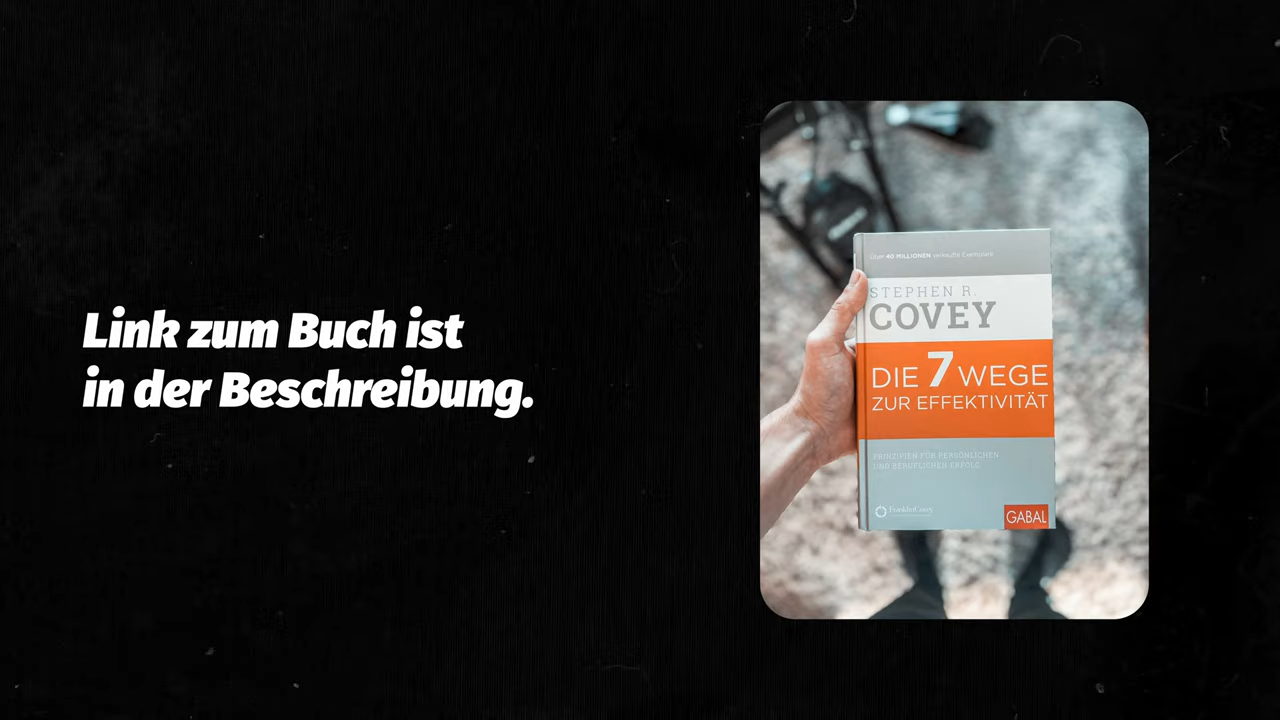 Link zum Buch ist
in der Beschreibung.
Über 40 MILLIONEN verkaufte Exemplare
STEPHEN R.
COVEY
DIE 7 WEGE
ZUR EFFEKTIVITÄT
PRINZIPIEN FÜR PERSÖNLICHEN
UND BERUFLICHEN ERFOLG
FranklinCovey
GABAL